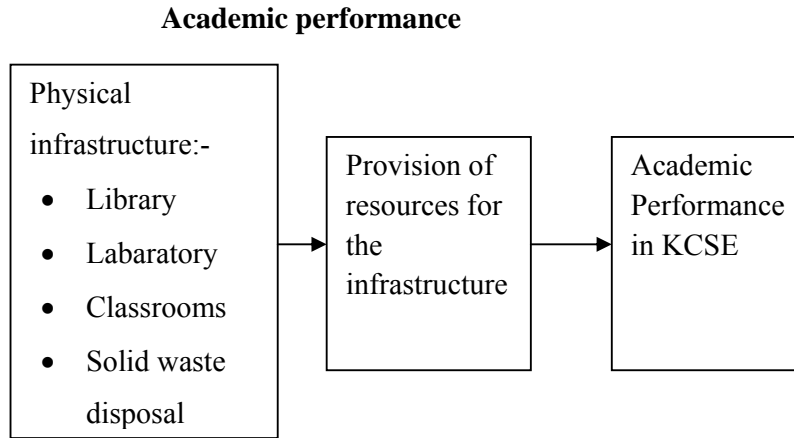 Academic performance
Physical
infrastructure:-
• Library
• Labaratory
• Classrooms
• Solid waste
disposal
Provision of
resources for
the
infrastructure
Academic
Performance
in KCSE